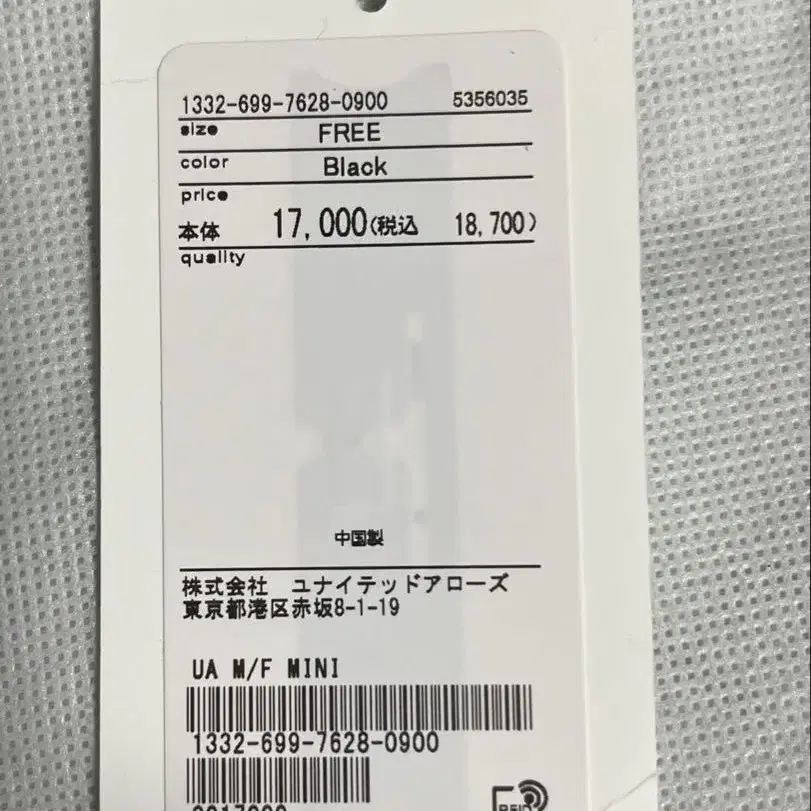 1332-699-7628-0900 5356035
size FREE
color Black
price
本体 17,000(税込 18,700)
quality
中国製
株式会社 ユナイテッドアローズ
東京都港区赤坂8-1-19
UA M/F MINI
1332-699-7628-0900
RFID